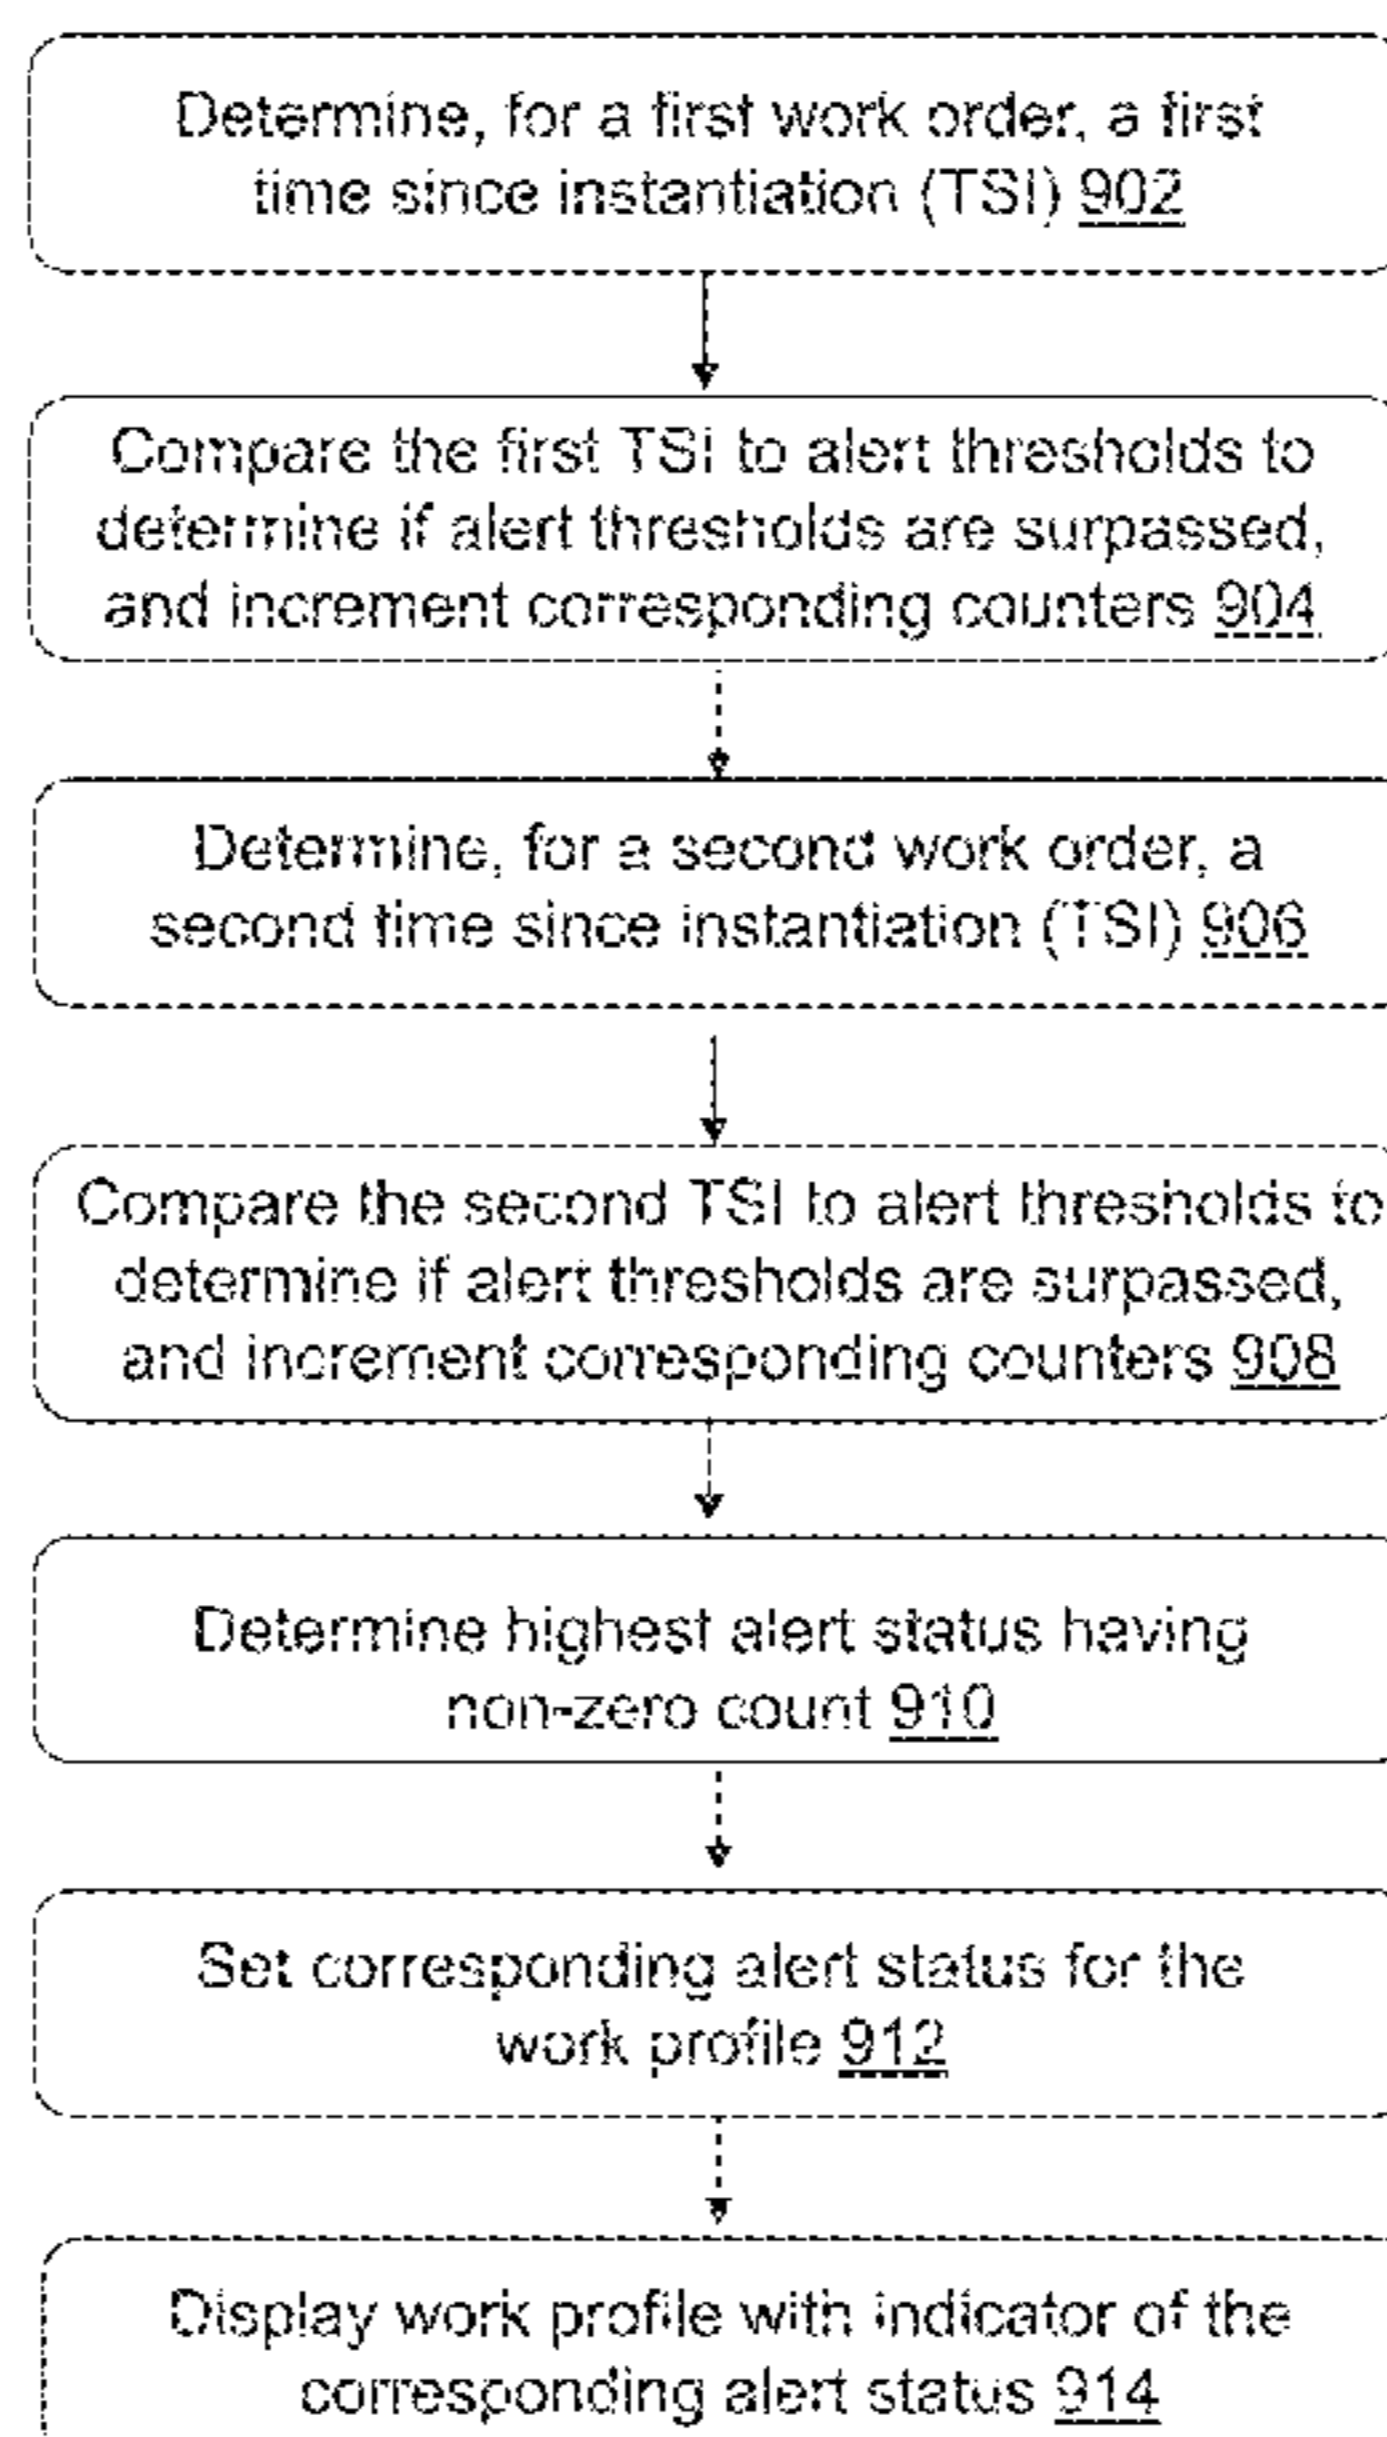 Determine, for a first work order, a first
time since instantiation (TSI) 902
Compare the first TSI to alert thresholds to
determine if alert thresholds are surpassed,
and increment corresponding counters 904
Determine, for a second work order, a
second time since instantiation (TSI) 906
Compare the second TSI to alert thresholds to
determine if alert thresholds are surpassed,
and increment corresponding counters 908
Determine highest alert status having
non-zero count 910
Set corresponding alert status for the
work profile 912
Display work profile with indicator of the
corresponding alert status 914